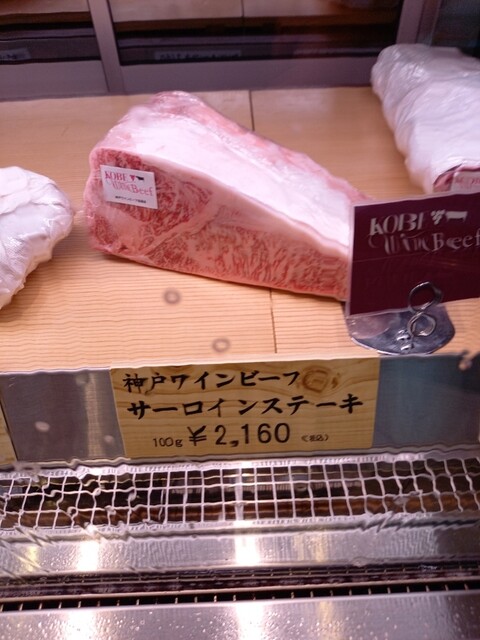 KOBE
Wine Beef
KOBE
Wine Beef
神戸ワインビーフ
サーロインステーキ
100g ¥2,160 (税込)